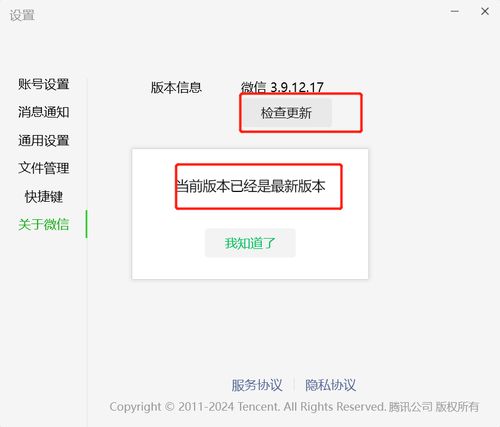 设置
账号设置
消息通知
通用设置
文件管理
快捷键
关于微信
版本信息 微信 3.9.12.17
检查更新
当前版本已经是最新版本
我知道了
服务协议 隐私协议
Copyright © 2011-2024 Tencent. All Rights Reserved. 腾讯公司 版权所有